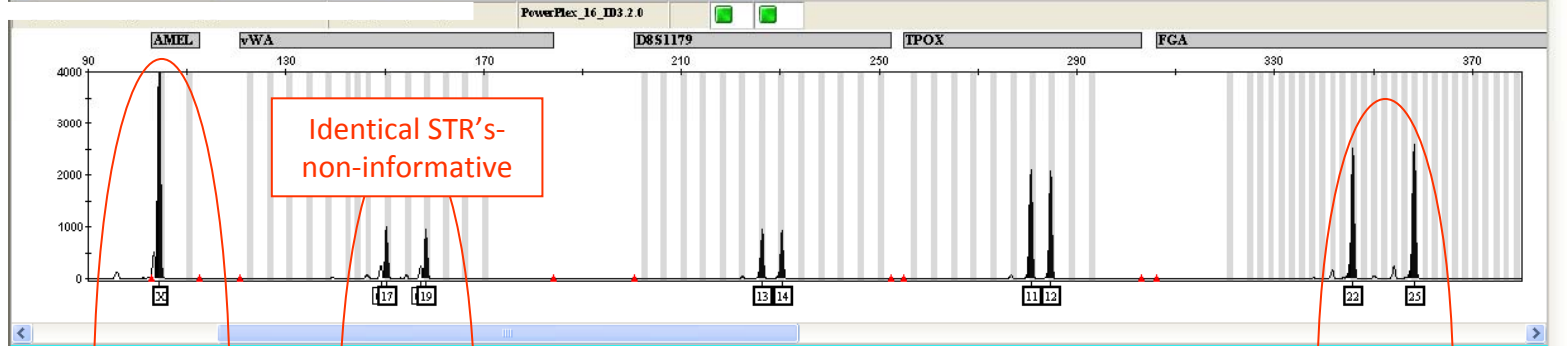 PowerPlex_16_ID3.2.0
AMEL vWA D8S1179 TPOX FGA
90 130 170 210 250 290 330 370
4000
3000
2000
1000
0
Identical STR's-
non-informative
X 17 19 13 14 11 12 22 25